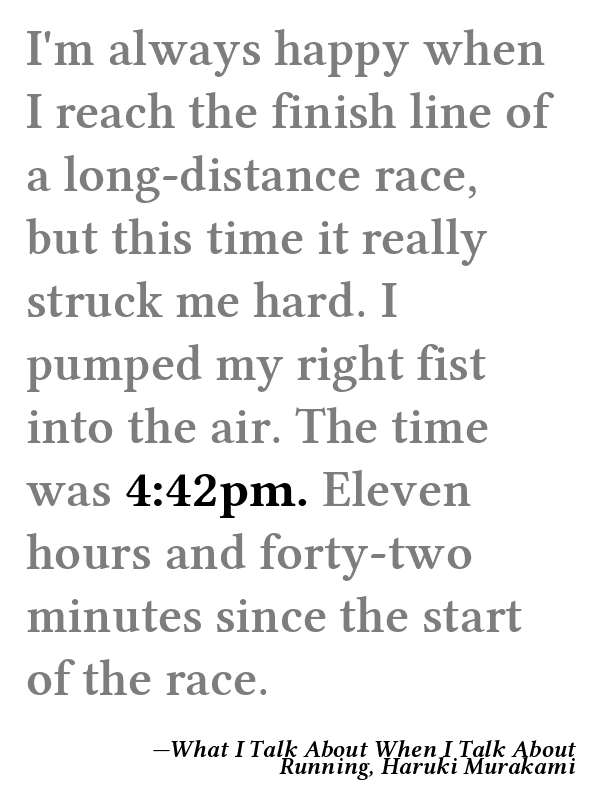 I'm always happy when
I reach the finish line of
a long-distance race,
but this time it really
struck me hard. I
pumped my right fist
into the air. The time
was 4:42pm. Eleven
hours and forty-two
minutes since the start
of the race.
—What I Talk About When I Talk About
Running, Haruki Murakami